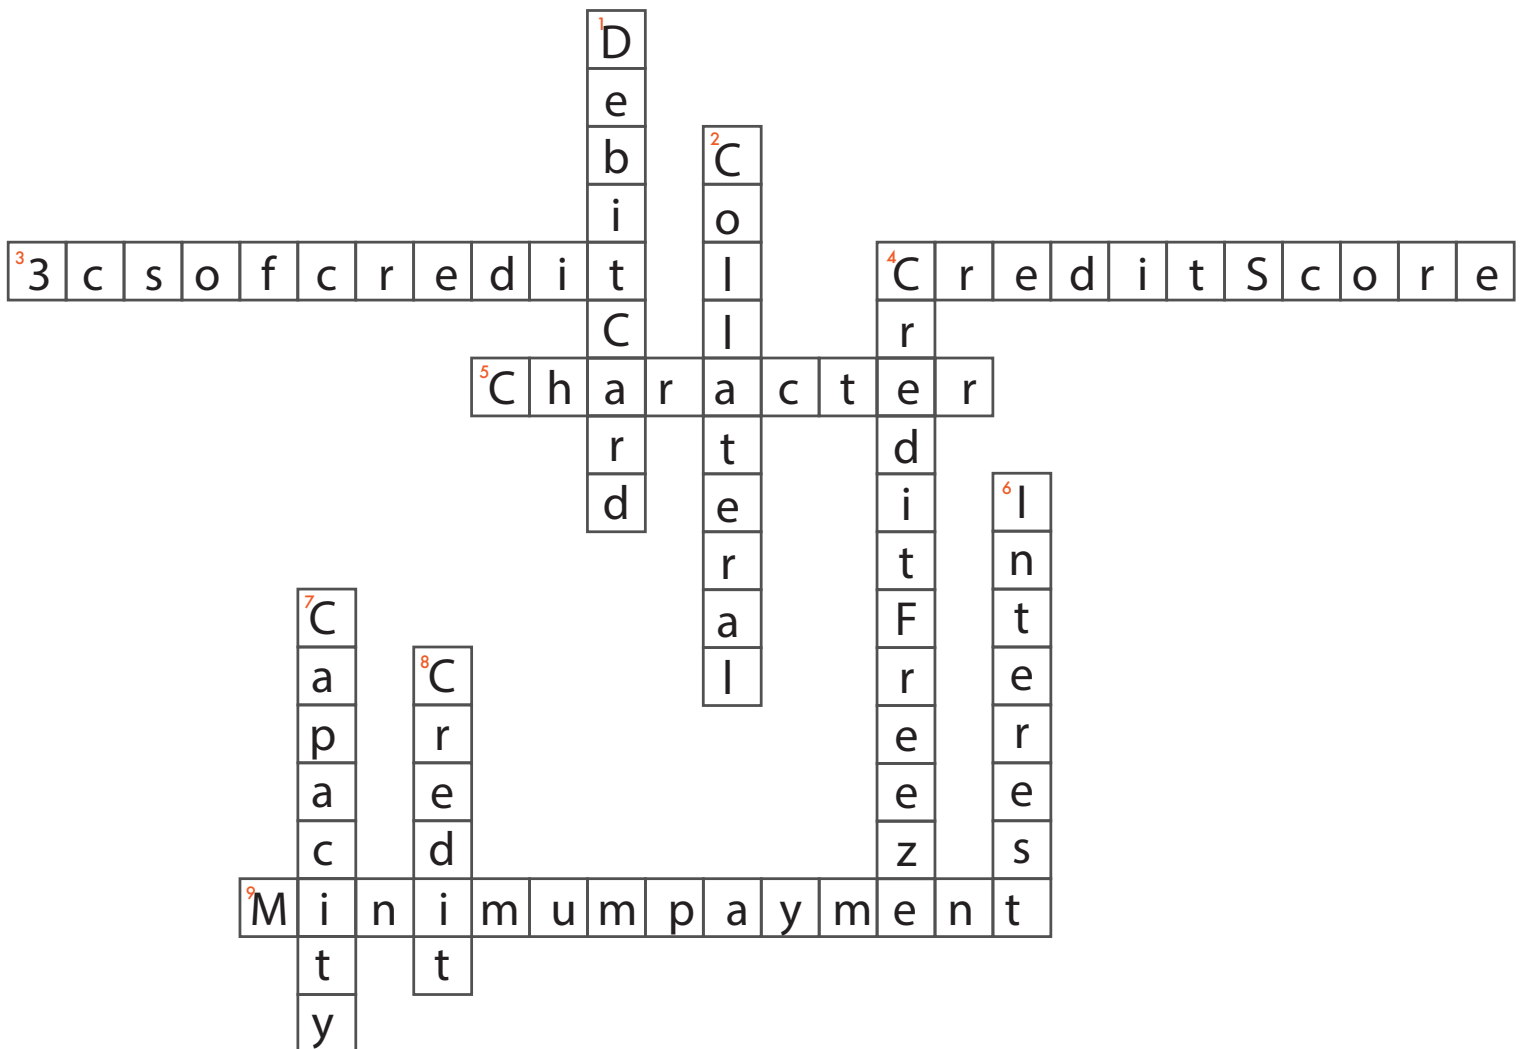 1 Debit Card
2 Collateral
3 3csofcredit
4 CreditScore
CreditFreeze
5 Character
6 Interest
7 Capacity
8 Credit
9 Minimumpayment